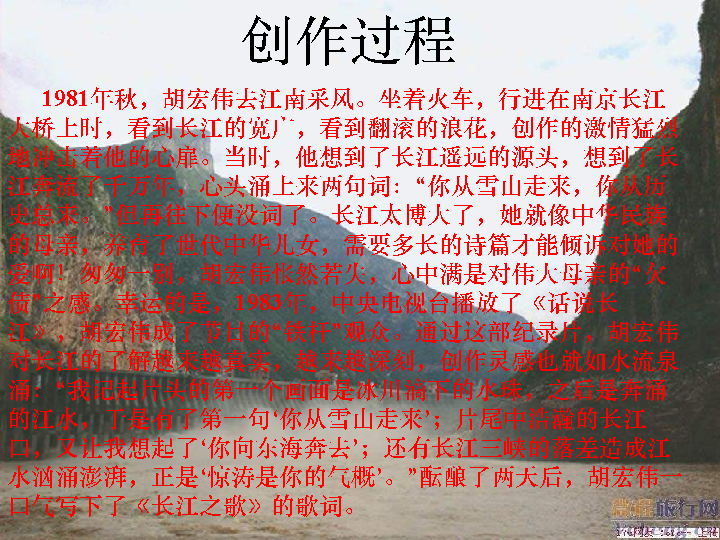 创作过程
1981年秋，胡宏伟去江南采风。坐着火车，行进在南京长江
大桥上时，看到长江的宽广，看到翻滚的浪花，创作的激情猛烈
地冲击着他的心扉。当时，他想到了长江遥远的源头，想到了长
江奔流了千万年，心头涌上来两句词：“你从雪山走来，你从历
史总来。”但再往下便没词了。长江太博大了，她就像中华民族
的母亲，养育了世代中华儿女，需要多长的诗篇才能倾诉对她的
爱啊！匆匆一别，胡宏伟怅然若失，心中满是对伟大母亲的"欠
债"之感。幸运的是，1983年，中央电视台播放了《话说长
江》，胡宏伟成了节目的"铁杆"观众。通过这部纪录片，胡宏伟
对长江的了解越来越真实，越来越深刻，创作灵感也就如水流泉
涌：“我记起片头的第一个画面是冰川滴下的水珠，之后是奔涌
的江水，于是有了第一句‘你从雪山走来’；片尾中浩瀚的长江
口，又让我想起了‘你向东海奔去’；还有长江三峡的落差造成江
水汹涌澎湃，正是‘惊涛是你的气概’。”酝酿了两天后，胡宏伟一
口气写下了《长江之歌》的歌词。
旅行网